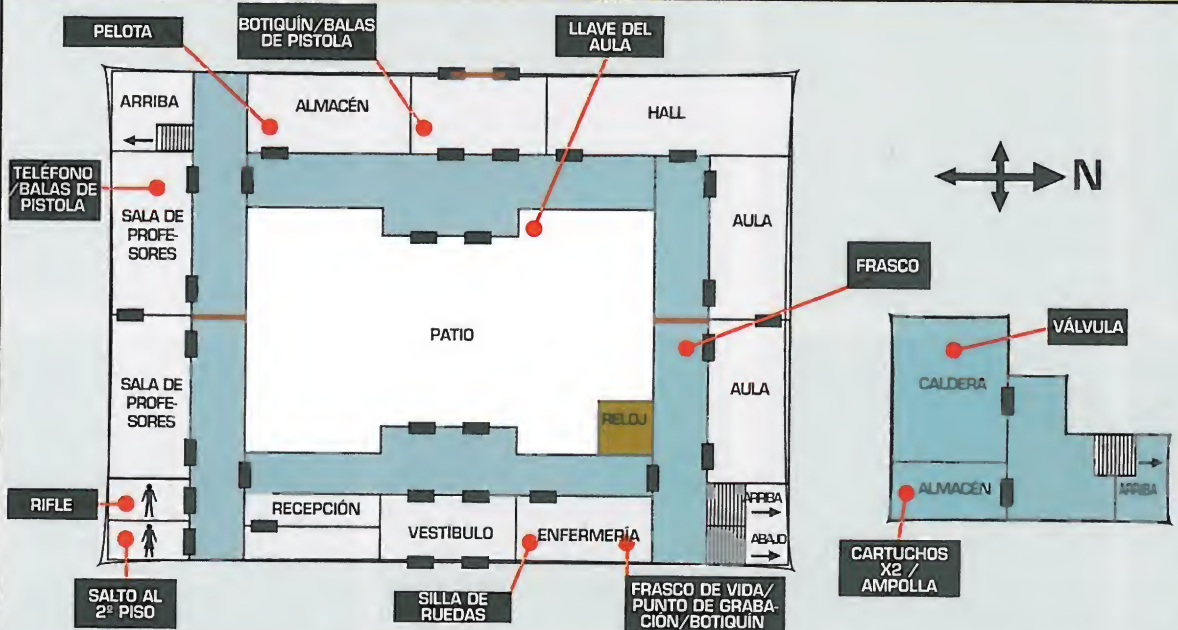 PELOTA
BOTIQUÍN/BALAS
DE PISTOLA
LLAVE DEL
AULA
ARRIBA
ALMACÉN
HALL
TELÉFONO
/BALAS DE
PISTOLA
SALA DE
PROFE-
SORES
AULA
N
FRASCO
PATIO
VÁLVULA
CALDERA
SALA DE
PROFE-
SORES
RELOJ
AULA
RIFLE
RECEPCIÓN
VESTÍBULO
ENFERMERÍA
ARRIBA
ABAJO
ALMACÉN
ARRIBA
SALTO AL
2º PISO
SILLA DE
RUEDAS
FRASCO DE VIDA/
PUNTO DE GRABA-
CIÓN/BOTIQUÍN
CARTUCHOS
X2 /
AMPOLLA